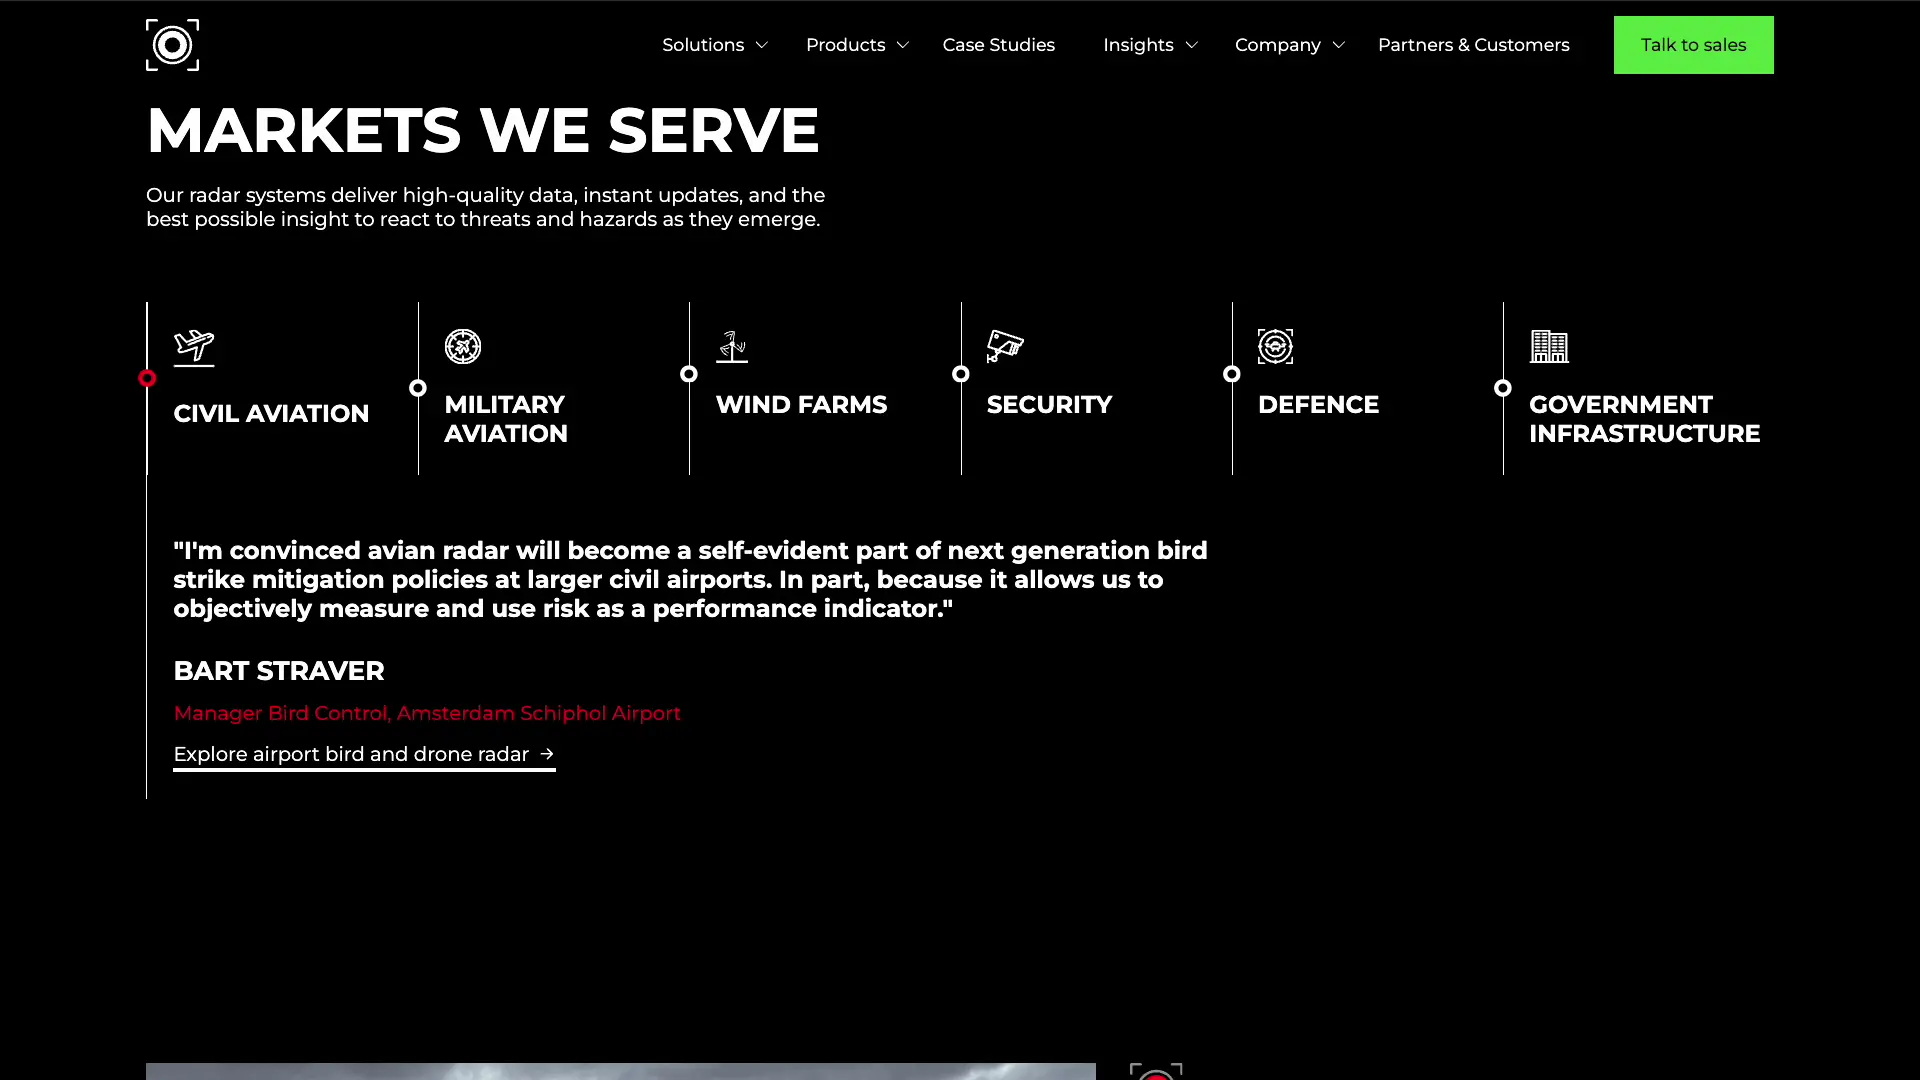 Solutions
Products
Case Studies
Insights
Company
Partners & Customers
Talk to sales
MARKETS WE SERVE
Our radar systems deliver high-quality data, instant updates, and the
best possible insight to react to threats and hazards as they emerge.
CIVIL AVIATION
MILITARY
AVIATION
WIND FARMS
SECURITY
DEFENCE
GOVERNMENT
INFRASTRUCTURE
"I'm convinced avian radar will become a self-evident part of next generation bird
strike mitigation policies at larger civil airports. In part, because it allows us to
objectively measure and use risk as a performance indicator."
BART STRAVER
Manager Bird Control, Amsterdam Schiphol Airport
Explore airport bird and drone radar →